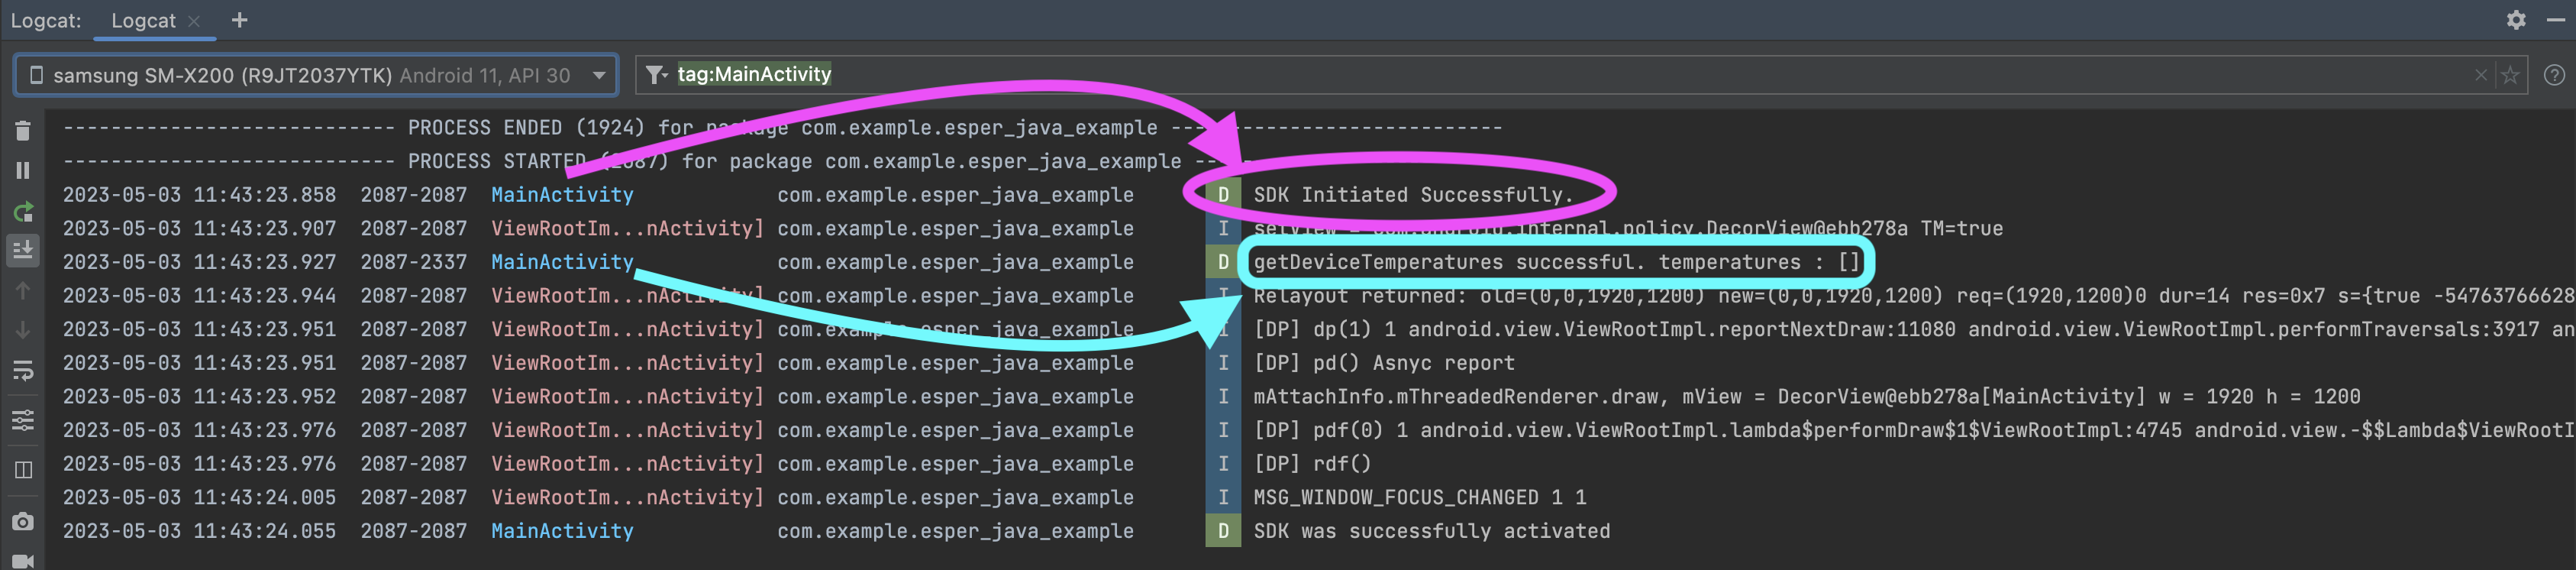 Logcat: Logcat
samsung SM-X200 (R9JT2037YTK) Android 11, API 30 tag:MainActivity
---------------------------- PROCESS ENDED (1924) for package com.example.esper_java_example ----------------------------
---------------------------- PROCESS STARTED (2087) for package com.example.esper_java_example ----
2023-05-03 11:43:23.858 2087-2087 MainActivity com.example.esper_java_example D SDK Initiated Successfully.
2023-05-03 11:43:23.907 2087-2087 ViewRootIm...nActivity] com.example.esper_java_example I setView = com.android.internal.policy.DecorView@ebb278a TM=true
2023-05-03 11:43:23.927 2087-2337 MainActivity com.example.esper_java_example D getDeviceTemperatures successful. temperatures : []
2023-05-03 11:43:23.944 2087-2087 ViewRootIm...nActivity] com.example.esper_java_example I Relayout returned: old=(0,0,1920,1200) new=(0,0,1920,1200) req=(1920,1200)0 dur=14 res=0x7 s={true -54763766628
2023-05-03 11:43:23.951 2087-2087 ViewRootIm...nActivity] com.example.esper_java_example I [DP] dp(1) 1 android.view.ViewRootImpl.reportNextDraw:11080 android.view.ViewRootImpl.performTraversals:3917 an
2023-05-03 11:43:23.951 2087-2087 ViewRootIm...nActivity] com.example.esper_java_example I [DP] pd() Asnyc report
2023-05-03 11:43:23.952 2087-2087 ViewRootIm...nActivity] com.example.esper_java_example I mAttachInfo.mThreadedRenderer.draw, mView = DecorView@ebb278a[MainActivity] w = 1920 h = 1200
2023-05-03 11:43:23.976 2087-2087 ViewRootIm...nActivity] com.example.esper_java_example I [DP] pdf(0) 1 android.view.ViewRootImpl.lambda$performDraw$1$ViewRootImpl:4745 android.view.-$$Lambda$ViewRootI
2023-05-03 11:43:23.976 2087-2087 ViewRootIm...nActivity] com.example.esper_java_example I [DP] rdf()
2023-05-03 11:43:24.005 2087-2087 ViewRootIm...nActivity] com.example.esper_java_example I MSG_WINDOW_FOCUS_CHANGED 1 1
2023-05-03 11:43:24.055 2087-2087 MainActivity com.example.esper_java_example D SDK was successfully activated